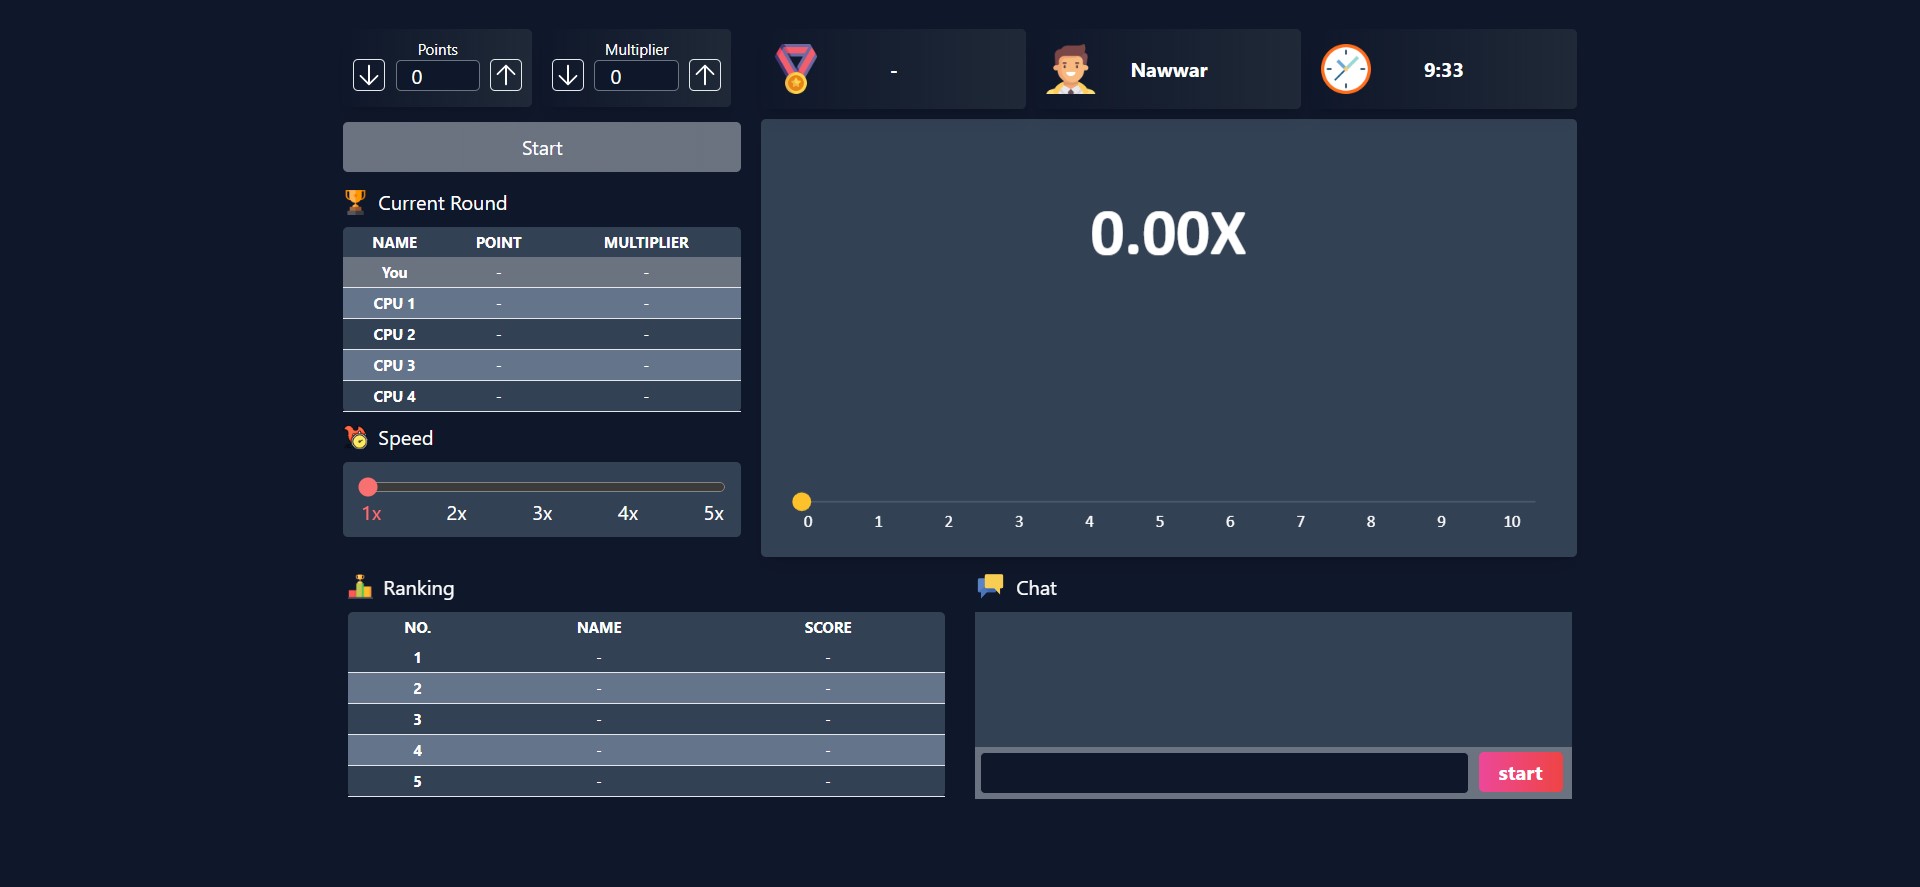 Points
0
Multiplier
0
-
Nawwar
9:33
Start
Current Round
NAME POINT MULTIPLIER
You - -
CPU 1 - -
CPU 2 - -
CPU 3 - -
CPU 4 - -
Speed
1x 2x 3x 4x 5x
0.00X
0 1 2 3 4 5 6 7 8 9 10
Ranking
NO. NAME SCORE
1 - -
2 - -
3 - -
4 - -
5 - -
Chat
start